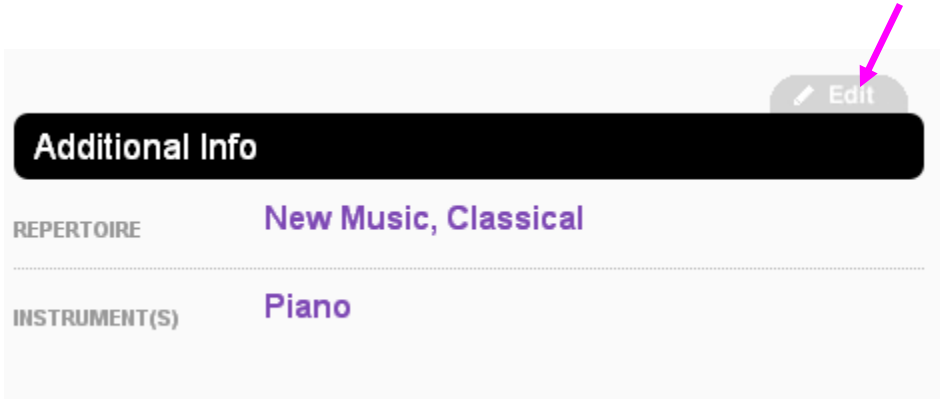 Edit
Additional Info
REPERTOIRE New Music, Classical
INSTRUMENT(S) Piano